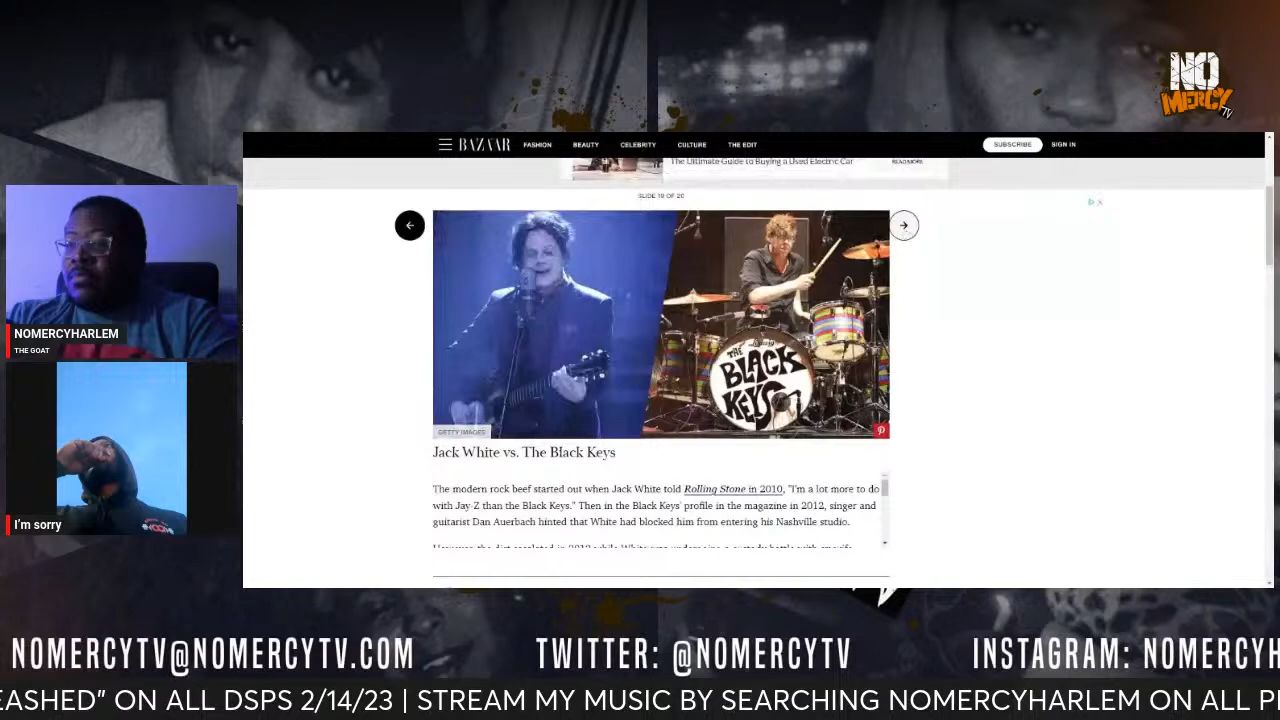 NO
MERCY
TV
BAZAAR FASHION BEAUTY CELEBRITY CULTURE THE EDIT SUBSCRIBE SIGN IN
The Ultimate Guide to Buying a Used Electric Car READ MORE
SLIDE 19 OF 20
THE
BLACK
KEYS
GETTY IMAGES
Jack White vs. The Black Keys
The modern rock beef started out when Jack White told Rolling Stone in 2010, "I'm a lot more to do
with Jay-Z than the Black Keys." Then in the Black Keys' profile in the magazine in 2012, singer and
guitarist Dan Auerbach hinted that White had blocked him from entering his Nashville studio.
NOMERCYHARLEM
THE GOAT
I'm sorry
NOMERCYTV@NOMERCYTV.COM TWITTER: @NOMERCYTV INSTAGRAM: NOMERCYH
EASHED" ON ALL DSPS 2/14/23 | STREAM MY MUSIC BY SEARCHING NOMERCYHARLEM ON ALL P